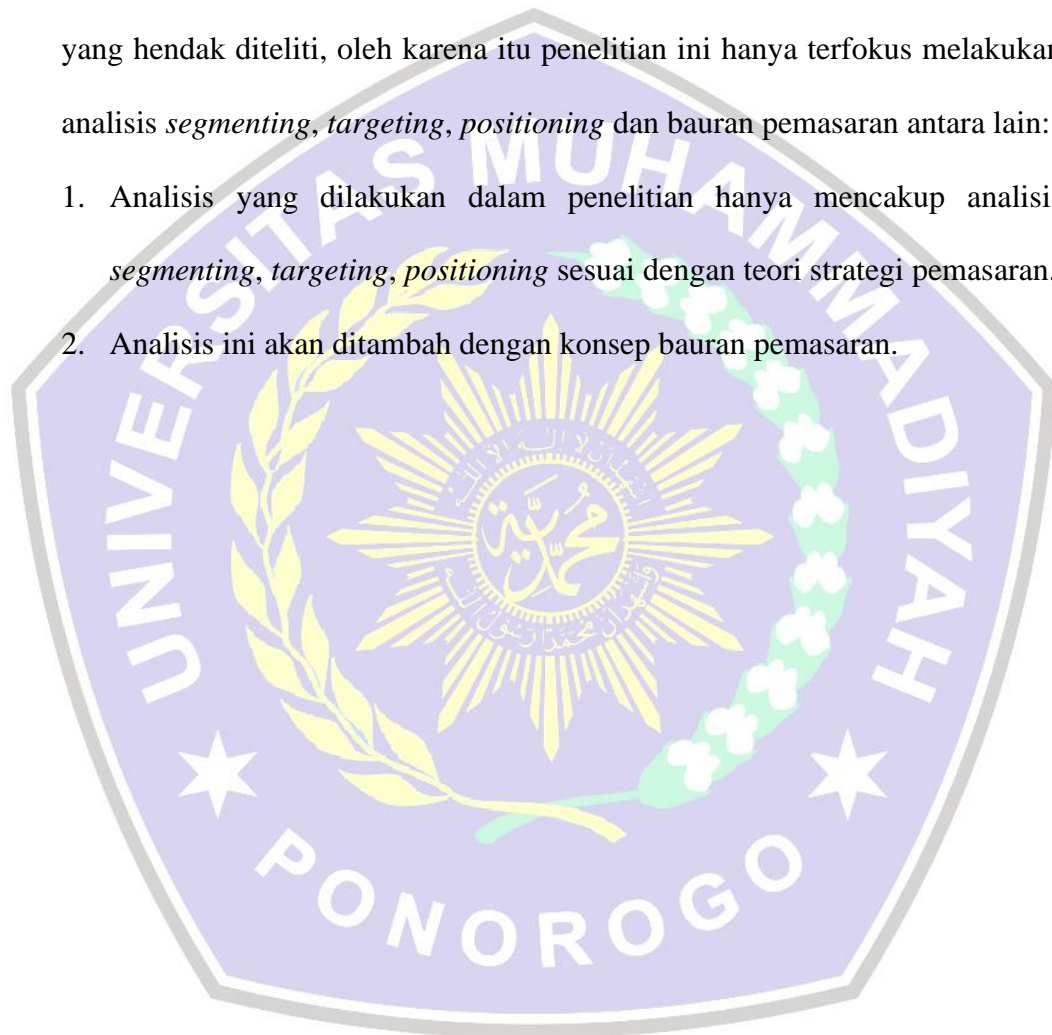 yang hendak diteliti, oleh karena itu penelitian ini hanya terfokus melakukan
analisis segmenting, targeting, positioning dan bauran pemasaran antara lain:
1. Analisis yang dilakukan dalam penelitian hanya mencakup analisi
segmenting, targeting, positioning sesuai dengan teori strategi pemasaran.
2. Analisis ini akan ditambah dengan konsep bauran pemasaran.
UNIVERSITAS MUHAMMADIYAH
محمدية
PONOROGO